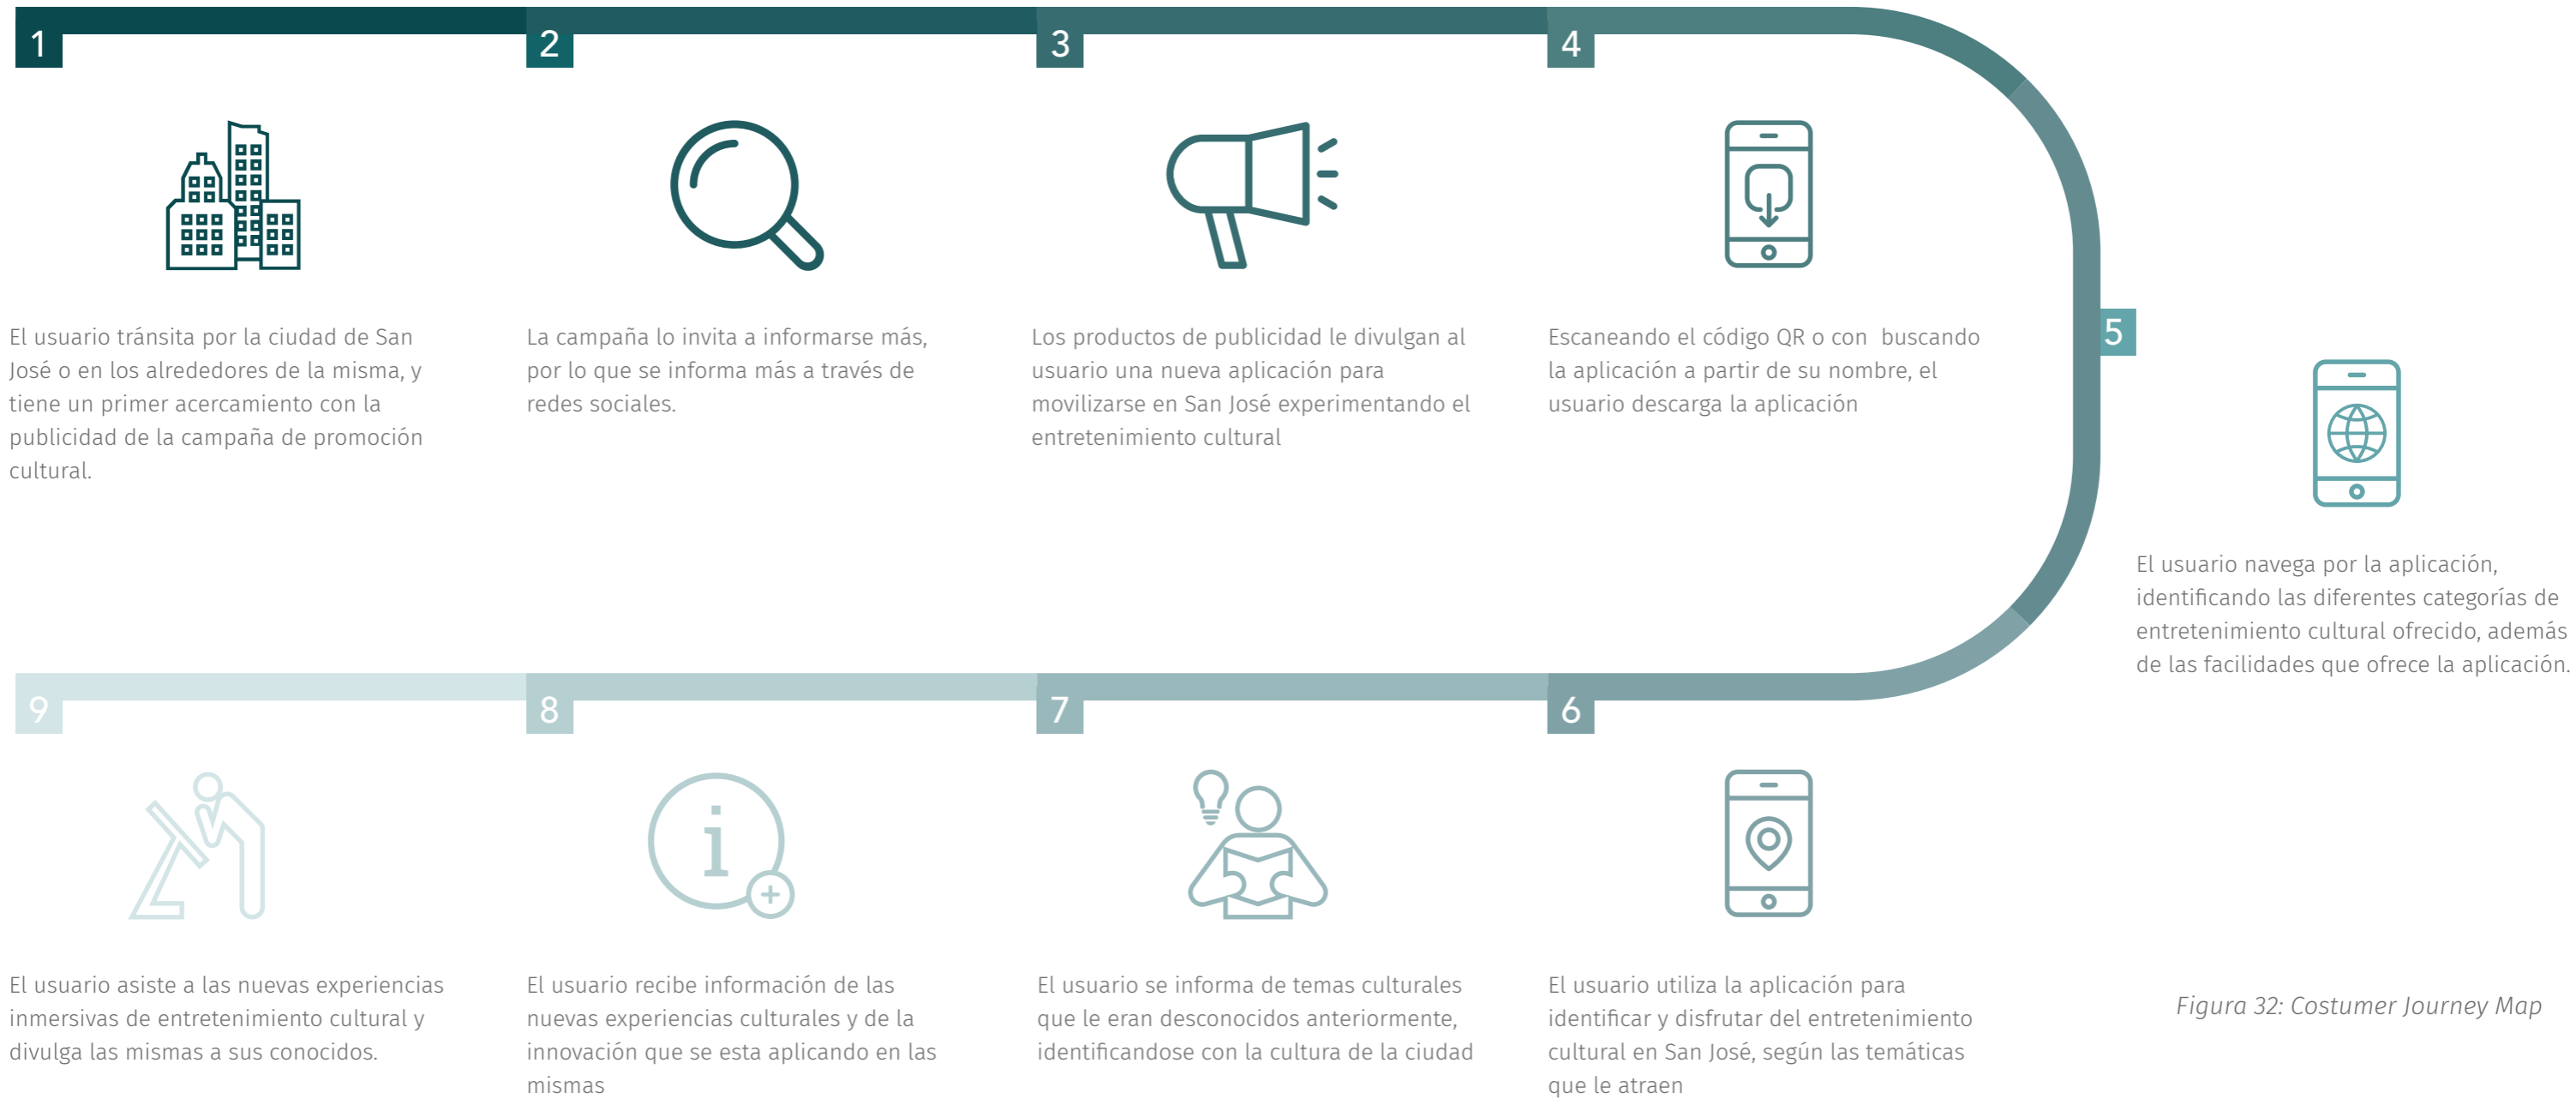 1
El usuario tránsita por la ciudad de San
José o en los alrededores de la misma, y
tiene un primer acercamiento con la
publicidad de la campaña de promoción
cultural.
2
La campaña lo invita a informarse más,
por lo que se informa más a través de
redes sociales.
3
Los productos de publicidad le divulgan al
usuario una nueva aplicación para
movilizarse en San José experimentando el
entretenimiento cultural
4
Escaneando el código QR o con buscando
la aplicación a partir de su nombre, el
usuario descarga la aplicación
5
El usuario navega por la aplicación,
identificando las diferentes categorías de
entretenimiento cultural ofrecido, además
de las facilidades que ofrece la aplicación.
6
El usuario utiliza la aplicación para
identificar y disfrutar del entretenimiento
cultural en San José, según las temáticas
que le atraen
7
El usuario se informa de temas culturales
que le eran desconocidos anteriormente,
identificandose con la cultura de la ciudad
8
i
+
El usuario recibe información de las
nuevas experiencias culturales y de la
innovación que se esta aplicando en las
mismas
9
El usuario asiste a las nuevas experiencias
inmersivas de entretenimiento cultural y
divulga las mismas a sus conocidos.
Figura 32: Costumer Journey Map